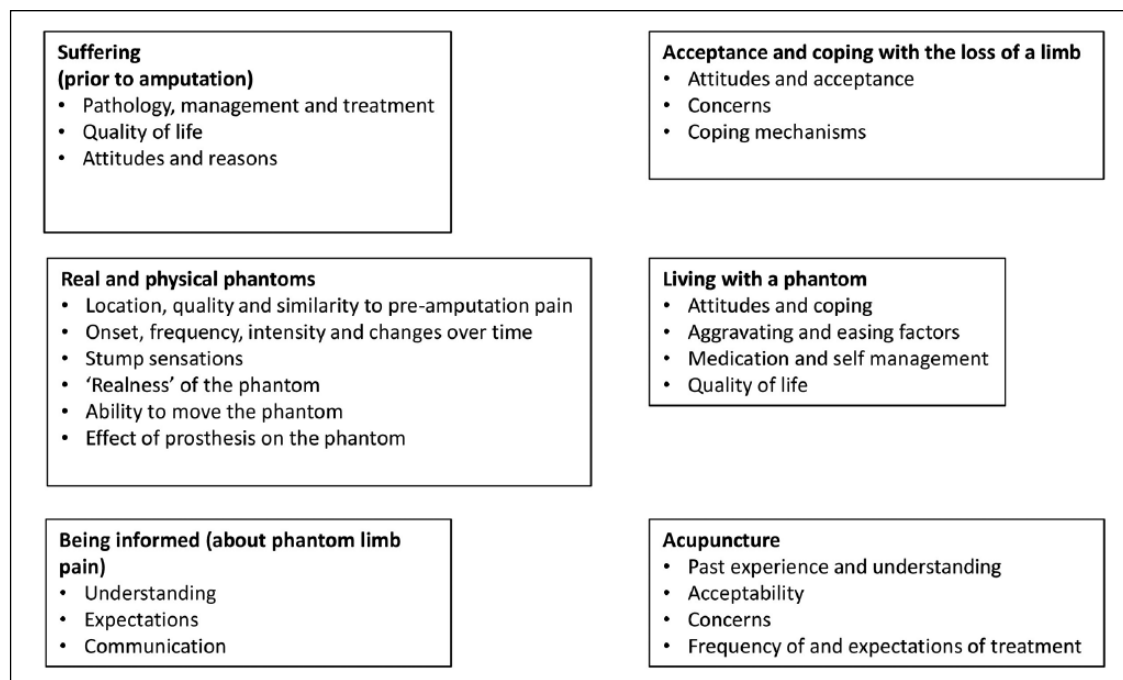 Suffering
(prior to amputation)
• Pathology, management and treatment
• Quality of life
• Attitudes and reasons
Acceptance and coping with the loss of a limb
• Attitudes and acceptance
• Concerns
• Coping mechanisms
Real and physical phantoms
• Location, quality and similarity to pre-amputation pain
• Onset, frequency, intensity and changes over time
• Stump sensations
• ‘Realness’ of the phantom
• Ability to move the phantom
• Effect of prosthesis on the phantom
Living with a phantom
• Attitudes and coping
• Aggravating and easing factors
• Medication and self management
• Quality of life
Being informed (about phantom limb
pain)
• Understanding
• Expectations
• Communication
Acupuncture
• Past experience and understanding
• Acceptability
• Concerns
• Frequency of and expectations of treatment